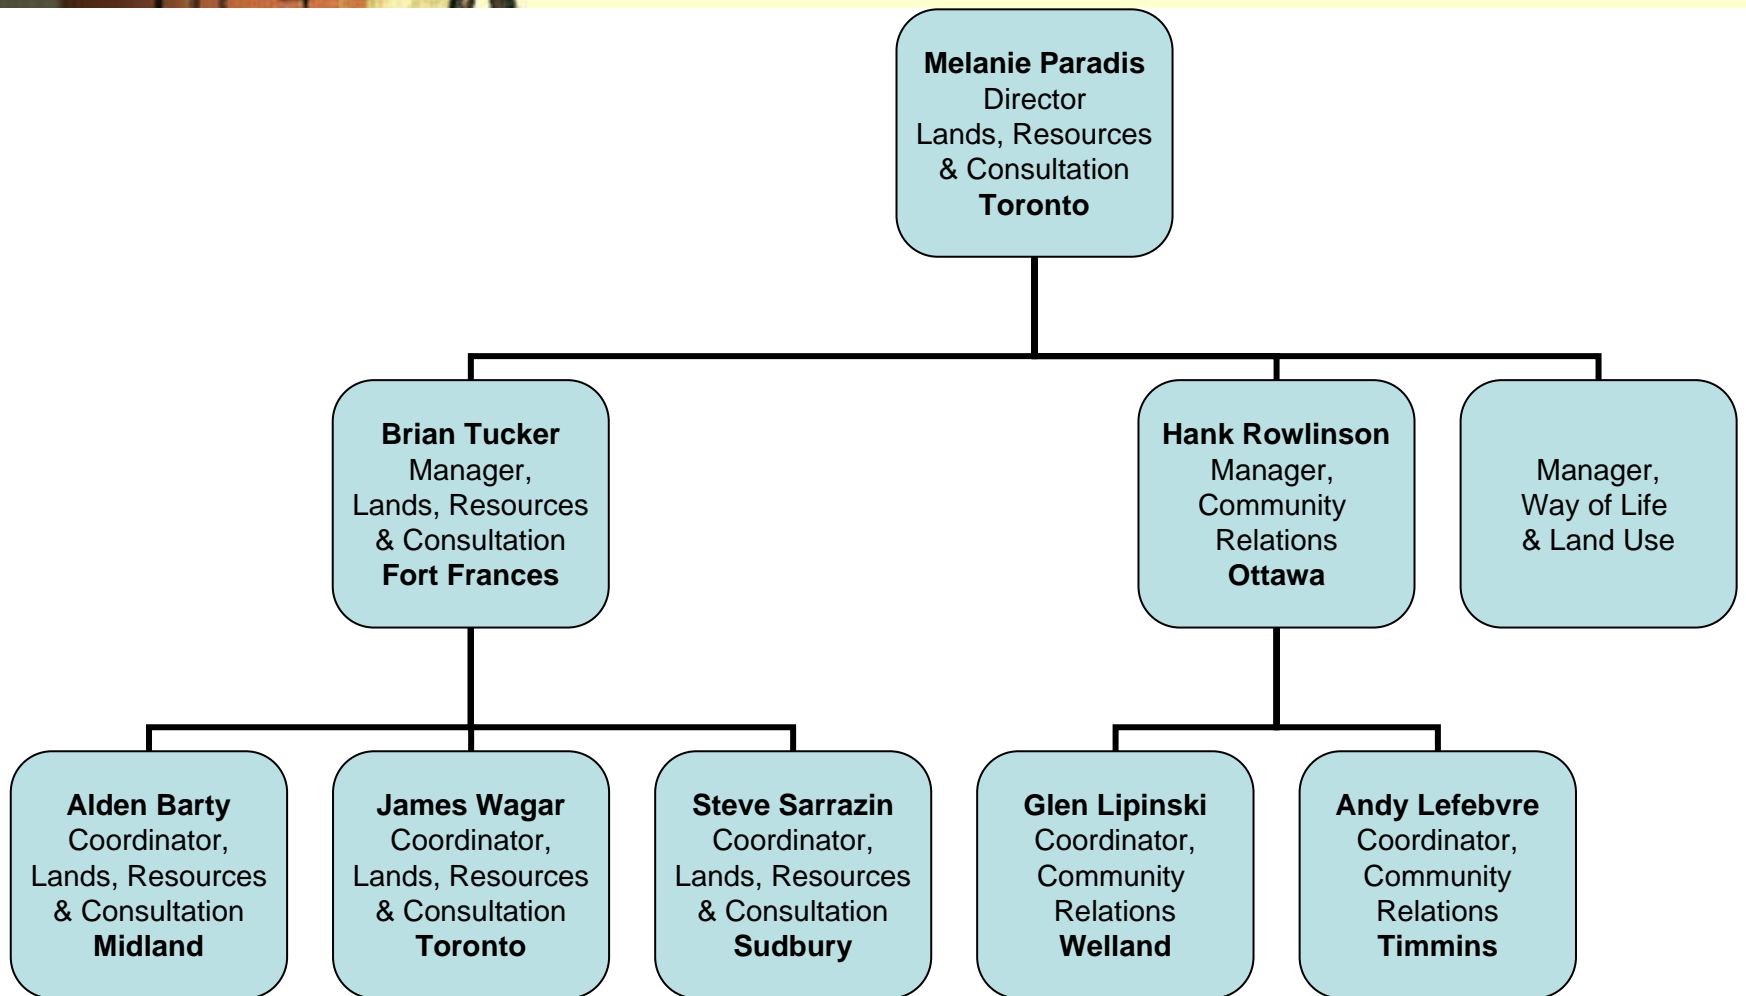 Melanie Paradis
Director
Lands, Resources
& Consultation
Toronto
Brian Tucker
Manager,
Lands, Resources
& Consultation
Fort Frances
Hank Rowlinson
Manager,
Community
Relations
Ottawa
Manager,
Way of Life
& Land Use
Alden Barty
Coordinator,
Lands, Resources
& Consultation
Midland
James Wagar
Coordinator,
Lands, Resources
& Consultation
Toronto
Steve Sarrazin
Coordinator,
Lands, Resources
& Consultation
Sudbury
Glen Lipinski
Coordinator,
Community
Relations
Welland
Andy Lefebvre
Coordinator,
Community
Relations
Timmins